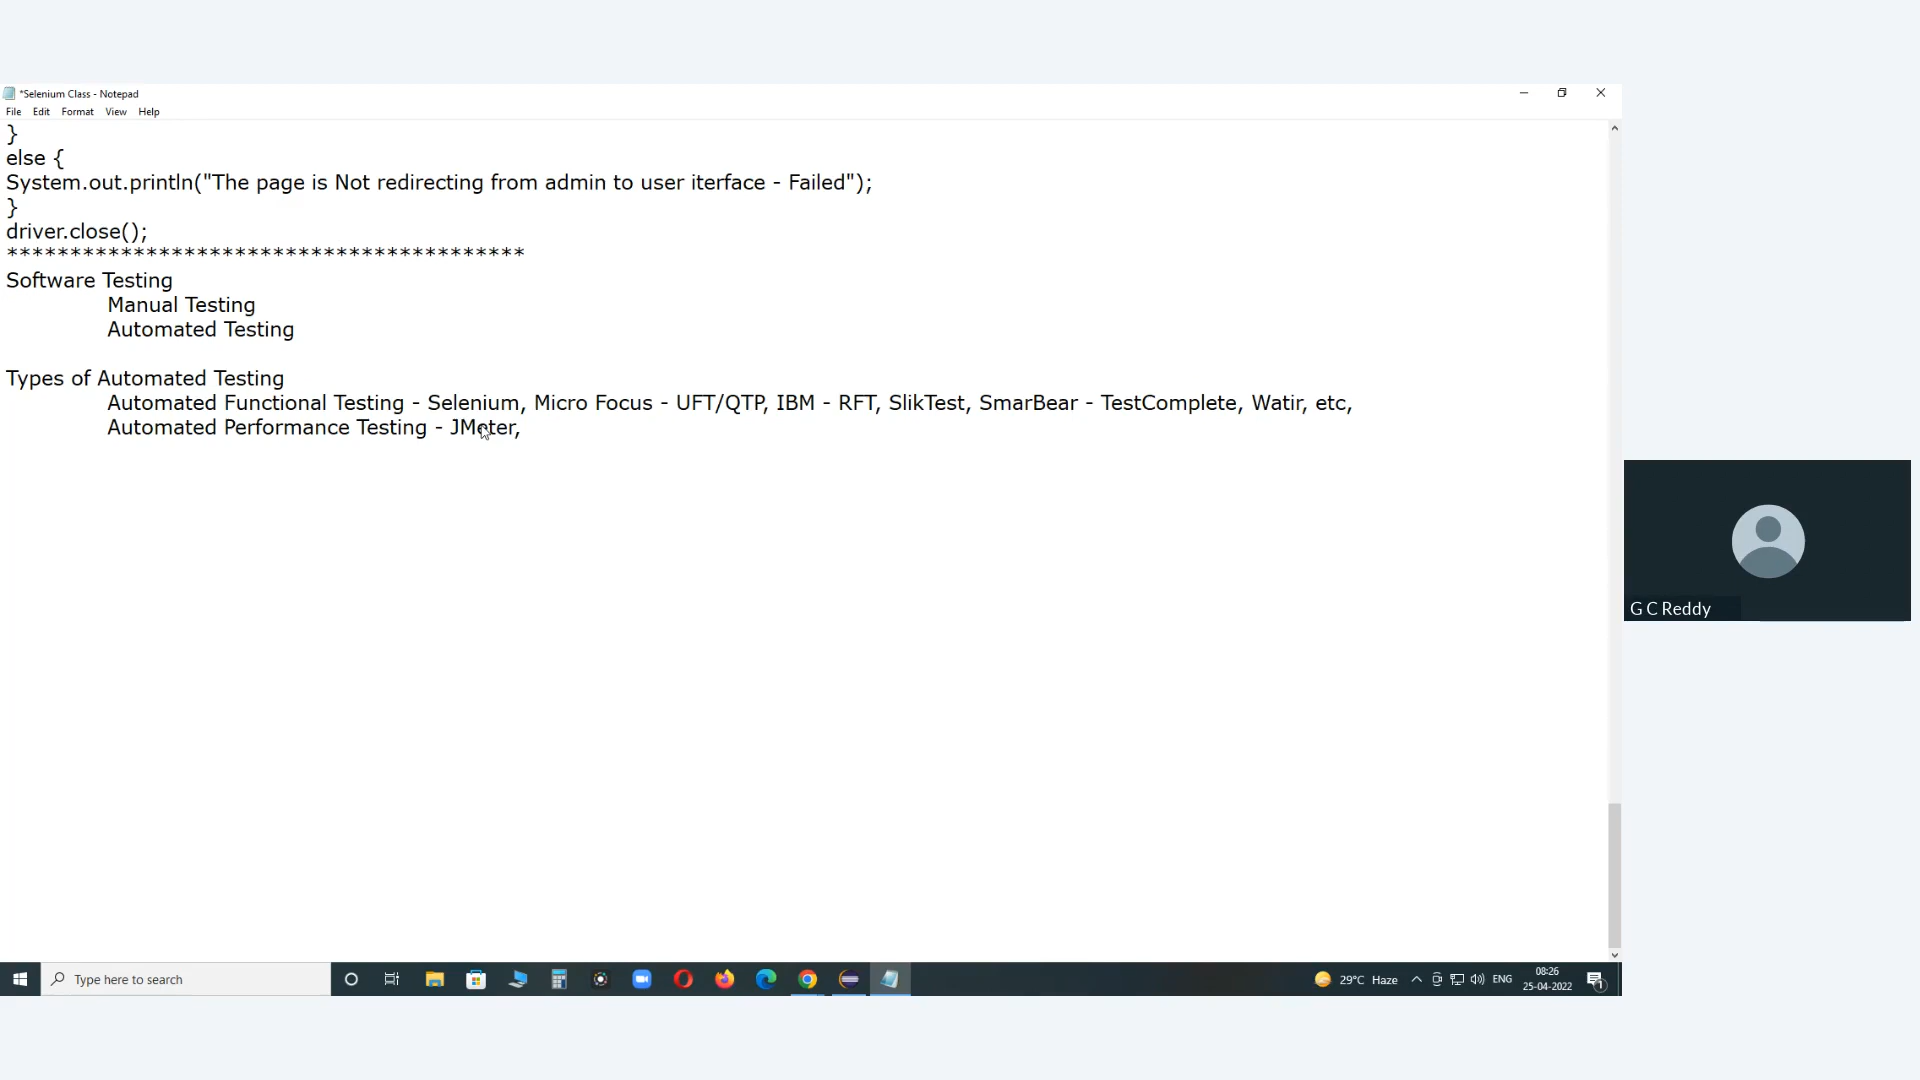 *Selenium Class - Notepad
File Edit Format View Help
}
else {
System.out.println("The page is Not redirecting from admin to user iterface - Failed");
}
driver.close();
*****************************************
Software Testing
Manual Testing
Automated Testing
Types of Automated Testing
Automated Functional Testing - Selenium, Micro Focus - UFT/QTP, IBM - RFT, SlikTest, SmarBear - TestComplete, Watir, etc,
Automated Performance Testing - JMeter,
G C Reddy
Type here to search
29°C Haze
ENG
08:26
25-04-2022
1